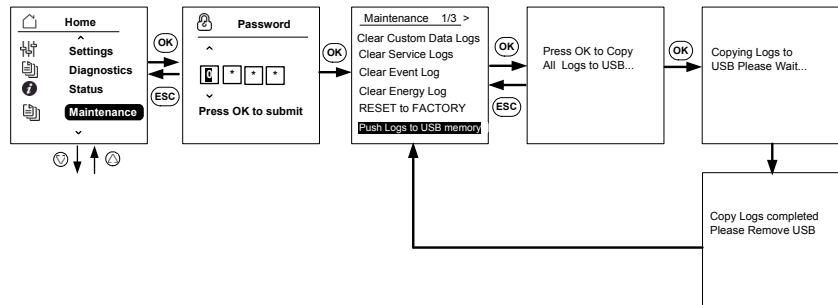 Home
Settings
Diagnostics
Status
Maintenance
OK
ESC
Password
0 * * *
Press OK to submit
OK
Maintenance 1/3 >
Clear Custom Data Logs
Clear Service Logs
Clear Event Log
Clear Energy Log
RESET to FACTORY
Push Logs to USB memory
OK
ESC
Press OK to Copy
All Logs to USB...
OK
Copying Logs to
USB Please Wait...
Copy Logs completed
Please Remove USB